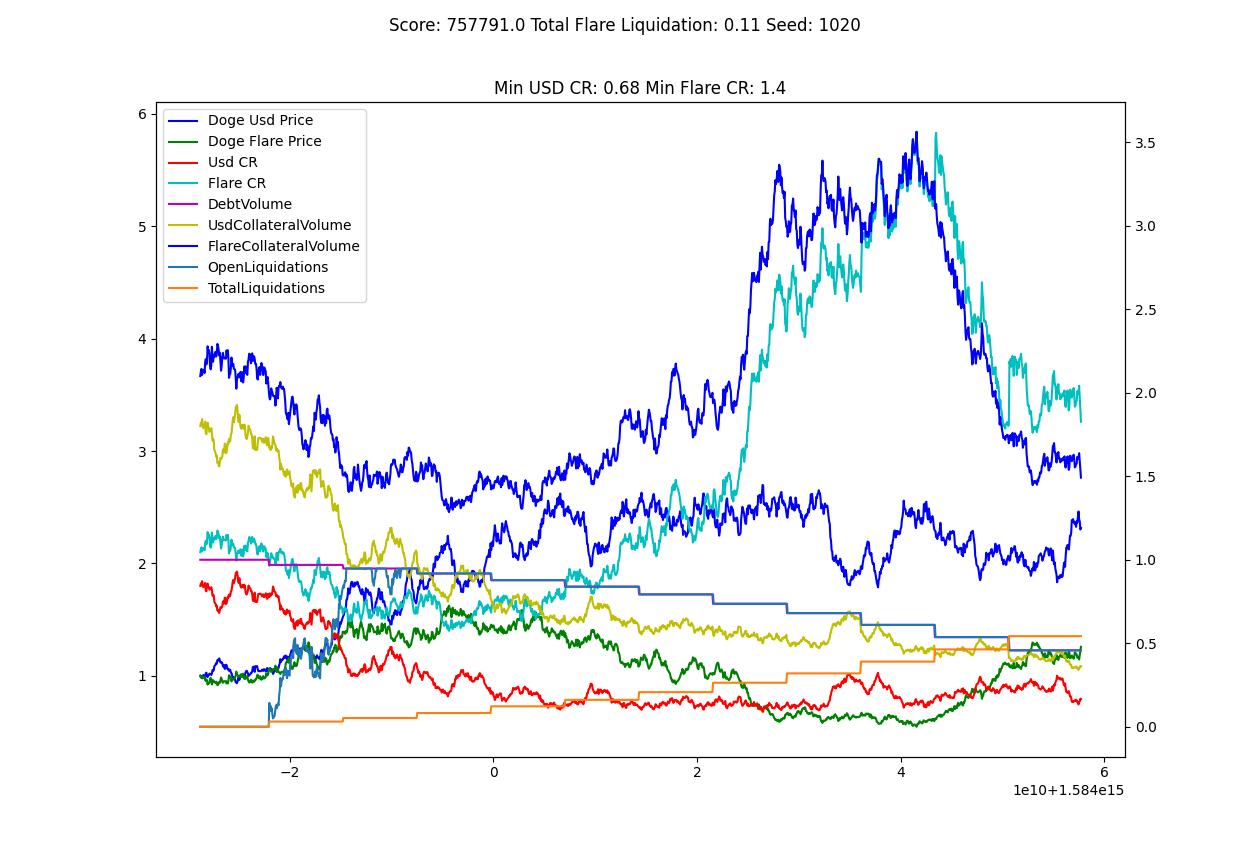 Score: 757791.0 Total Flare Liquidation: 0.11 Seed: 1020
Min USD CR: 0.68 Min Flare CR: 1.4
Doge Usd Price
Doge Flare Price
Usd CR
Flare CR
DebtVolume
UsdCollateralVolume
FlareCollateralVolume
OpenLiquidations
TotalLiquidations
6
5
4
3
2
1
3.5
3.0
2.5
2.0
1.5
1.0
0.5
0.0
−2 0 2 4 6
1e10+1.584e15